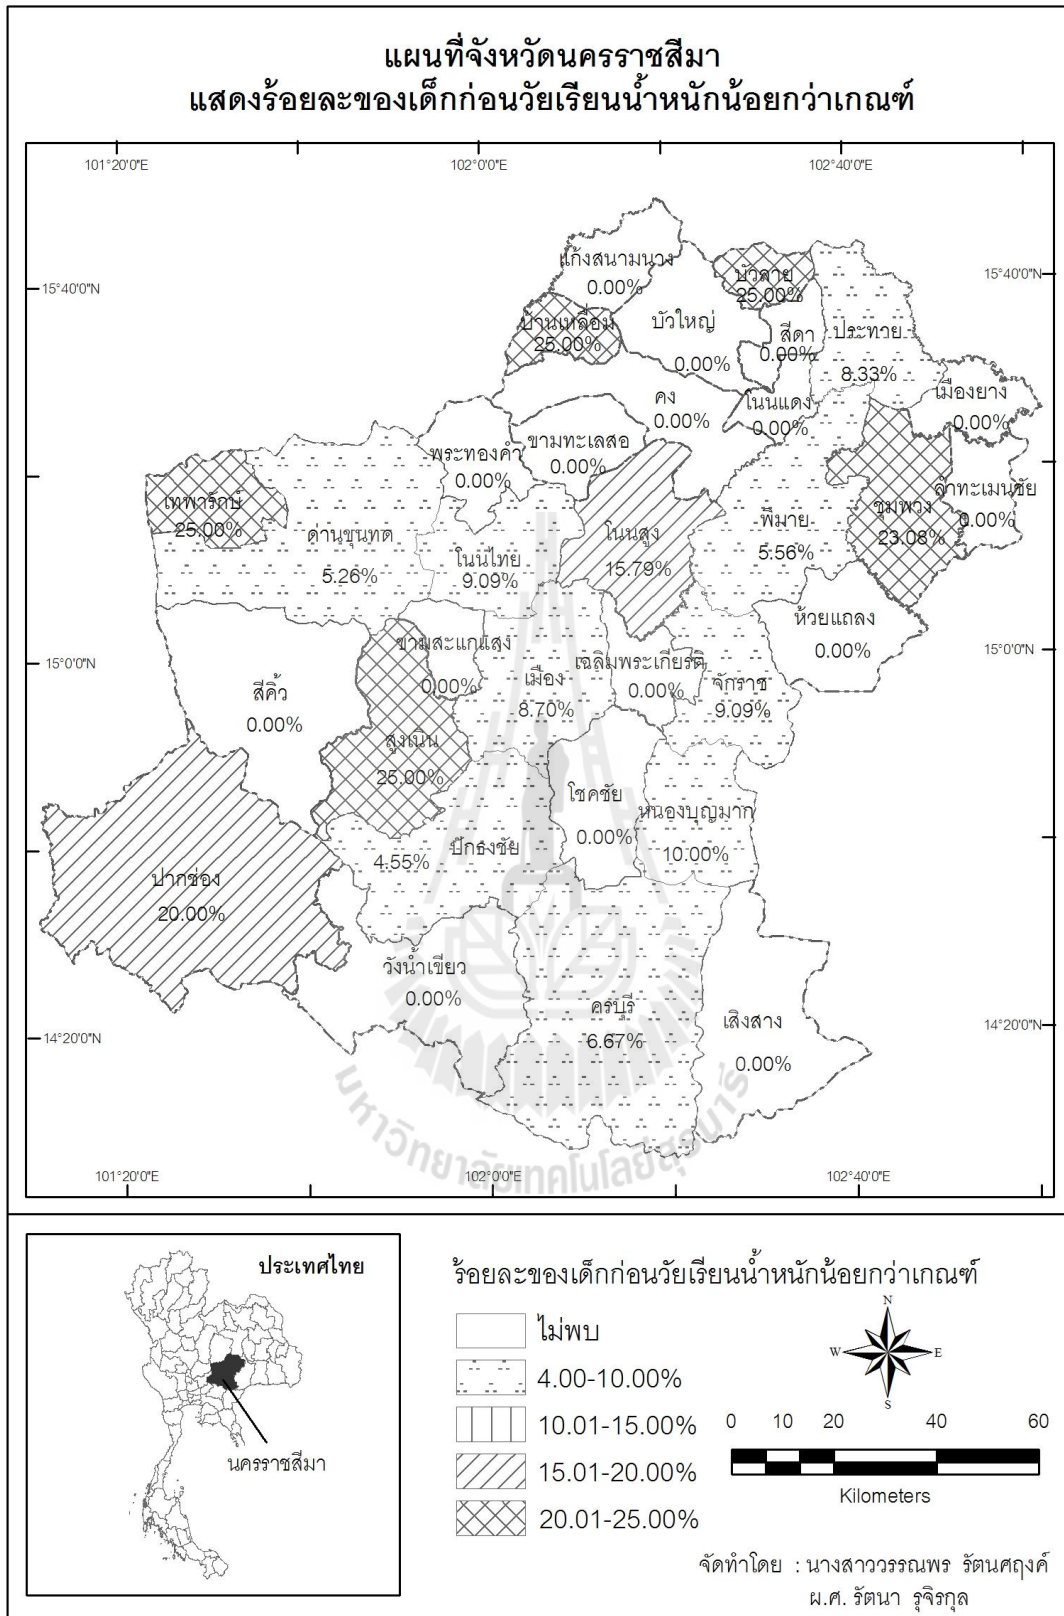 แผนที่จังหวัดนครราชสีมา
แสดงร้อยละของเด็กก่อนวัยเรียนน้ำหนักน้อยกว่าเกณฑ์
101°20'0"E
102°0'0"E
102°40'0"E
15°40'0"N
15°40'0"N
แก้งสนามนาง
0.00%
บัวลาย
25.00%
บ้านเหลื่อม
25.00%
บัวใหญ่
0.00%
สีดา
0.00%
ประทาย
8.33%
เมืองยาง
0.00%
คง
0.00%
โนนแดง
0.00%
ขามทะเลสอ
0.00%
พระทองคำ
0.00%
เทพารักษ์
25.00%
ด่านขุนทด
5.26%
โนนไทย
9.09%
โนนสูง
15.79%
พิมาย
5.56%
ชุมพวง
23.08%
ลำทะเมนชัย
0.00%
ห้วยแถลง
0.00%
15°0'0"N
15°0'0"N
ขามสะแกแสง
0.00%
เมือง
8.70%
เฉลิมพระเกียรติ
0.00%
จักราช
9.09%
สีคิ้ว
0.00%
สูงเนิน
25.00%
โชคชัย
0.00%
หนองบุญมาก
10.00%
ปักธงชัย
4.55%
ปากช่อง
20.00%
วังน้ำเขียว
0.00%
ครบุรี
6.67%
เสิงสาง
0.00%
14°20'0"N
14°20'0"N
มหาวิทยาลัยเทคโนโลยีสุรนารี
101°20'0"E
102°0'0"E
102°40'0"E
ประเทศไทย
นครราชสีมา
ร้อยละของเด็กก่อนวัยเรียนน้ำหนักน้อยกว่าเกณฑ์
ไม่พบ
4.00-10.00%
10.01-15.00%
15.01-20.00%
20.01-25.00%
N
W
E
S
0 10 20 40 60
Kilometers
จัดทำโดย : นางสาววรรณพร รัตนศฤงค์
ผ.ศ. รัตนา รุจิรกุล